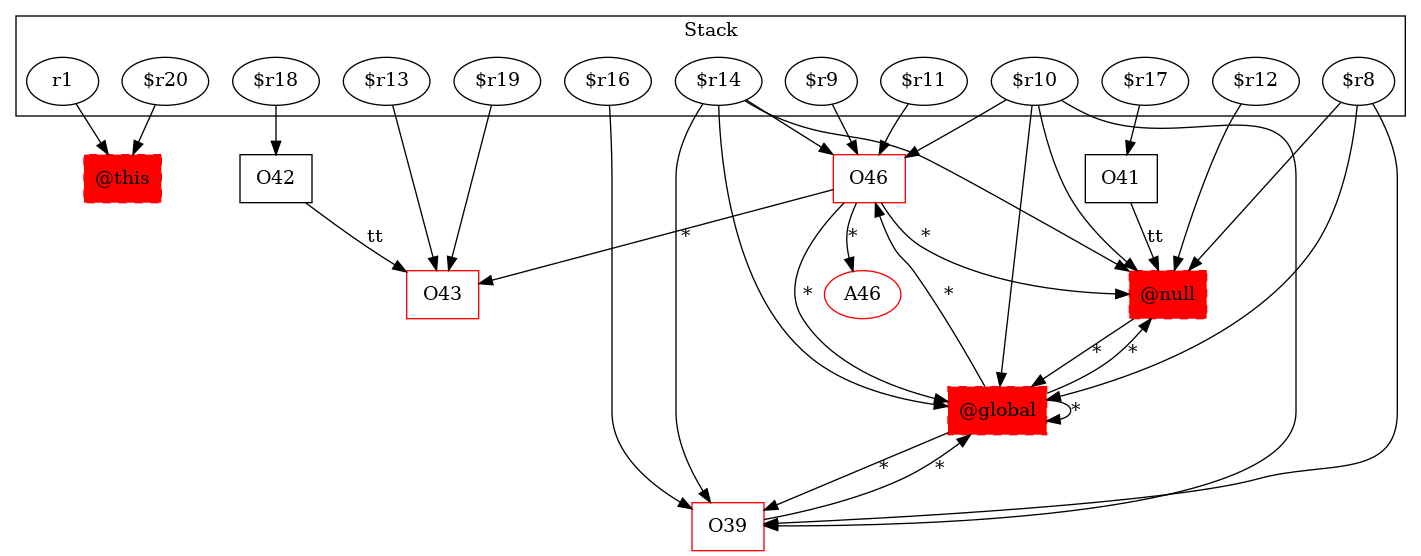 Stack
r1 $r20 $r18 $r13 $r19 $r16 $r14 $r9 $r11 $r10 $r17 $r12 $r8
@this O42 O46 O41
tt * * * tt
O43 * A46 * @null
* *
@global *
* *
O39